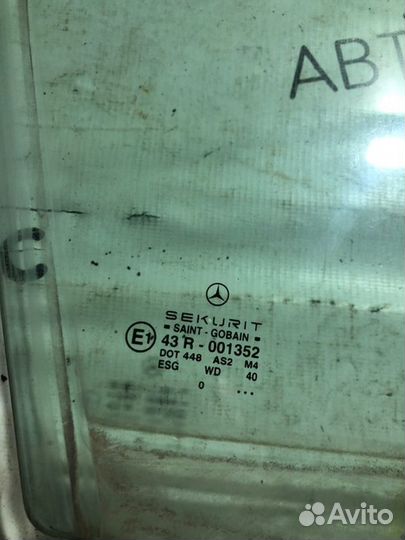 АВТ
C
SEKURIT
SAINT - GOBAIN
E1 43 R - 001352
DOT 448 AS2 M4
ESG WD 40
0 ...
Avito